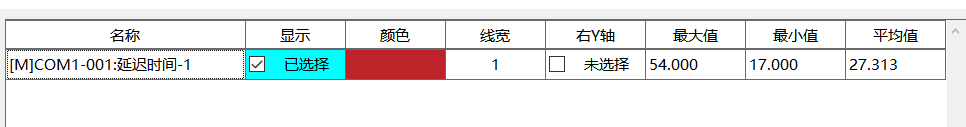 名称 显示 颜色 线宽 右Y轴 最大值 最小值 平均值
[M]COM1-001:延迟时间-1 已选择 1 未选择 54.000 17.000 27.313